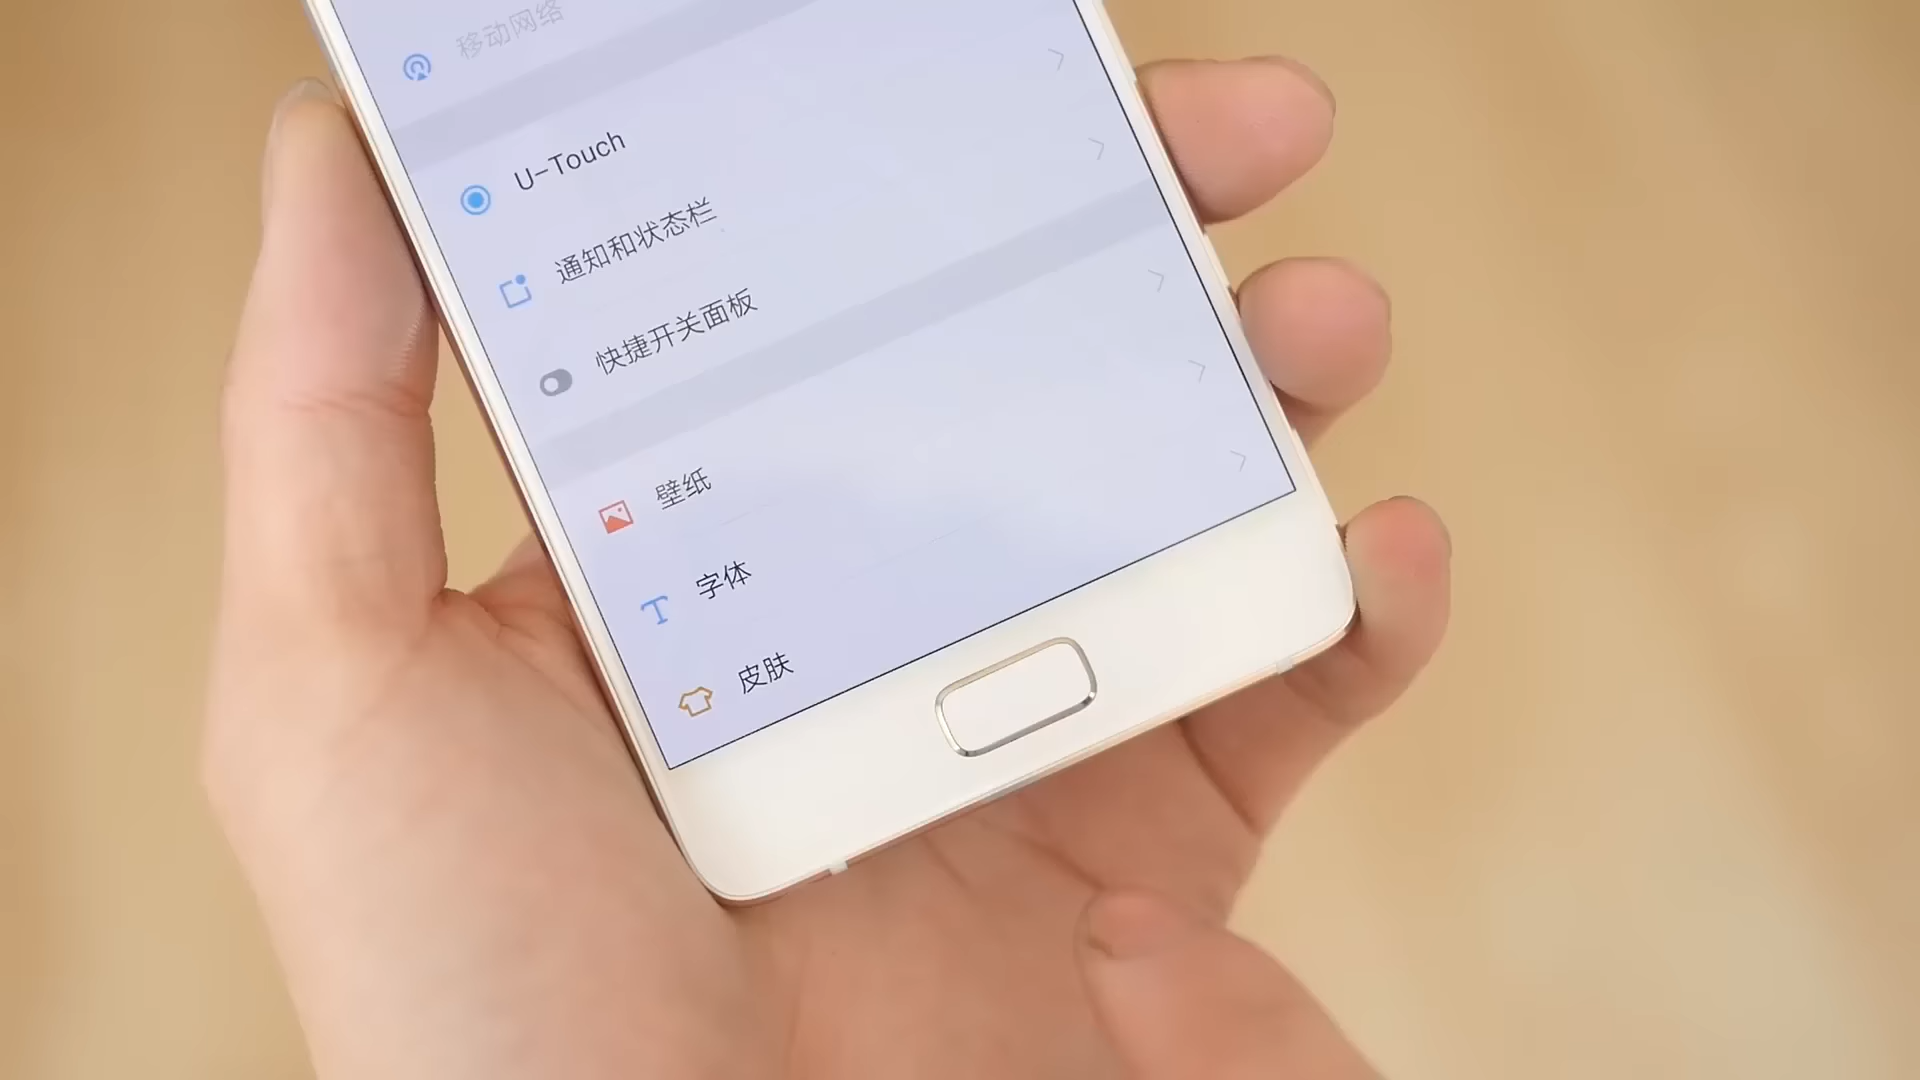 移动网络
U-Touch
通知和状态栏
快捷开关面板
壁纸
字体
皮肤